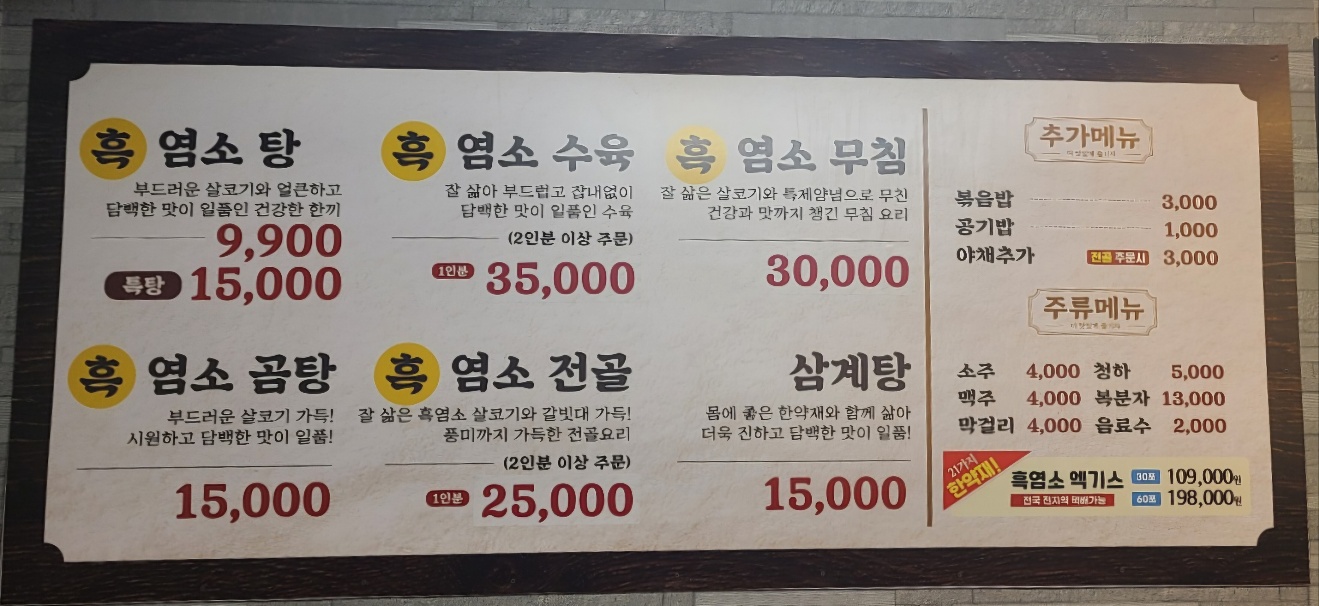 흑 염소 탕
부드러운 살코기와 얼큰하고
담백한 맛이 일품인 건강한 한끼
9,900
특탕 15,000
흑 염소 수육
잘 삶아 부드럽고 잡내없이
담백한 맛이 일품인 수육
(2인분 이상 주문)
1인분 35,000
흑 염소 무침
잘 삶은 살코기와 특제양념으로 무친
건강과 맛까지 챙긴 무침 요리
30,000
흑 염소 곰탕
부드러운 살코기 가득!
시원하고 담백한 맛이 일품!
15,000
흑 염소 전골
잘 삶은 흑염소 살코기와 갈빗대 가득!
풍미까지 가득한 전골요리
(2인분 이상 주문)
1인분 25,000
삼계탕
몸에 좋은 한약재와 함께 삶아
더욱 진하고 담백한 맛이 일품!
15,000
추가메뉴
볶음밥 3,000
공기밥 1,000
야채추가 전골 주문시 3,000
주류메뉴
소주 4,000 청하 5,000
맥주 4,000 복분자 13,000
막걸리 4,000 음료수 2,000
21가지
한약재!
흑염소 엑기스
전국 전지역 택배가능
30포 109,000원
60포 198,000원